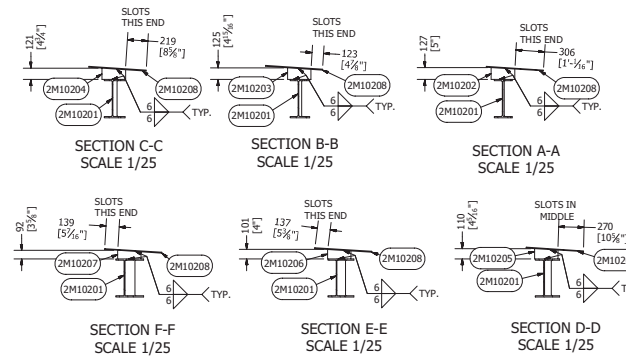 SLOTS
THIS END
121
[4¾"]
219
[8⅝"]
2M10204
2M10208
2M10201
6
6
TYP.
SECTION C-C
SCALE 1/25
SLOTS
THIS END
125
[4¹⁵⁄₁₆"]
123
[4⅞"]
2M10203
2M10208
2M10201
6
6
TYP.
SECTION B-B
SCALE 1/25
SLOTS
THIS END
127
[5"]
306
[1'-¹⁄₁₆"]
2M10202
2M10208
2M10201
6
6
TYP.
SECTION A-A
SCALE 1/25
SLOTS
THIS END
92
[3⅝"]
139
[5⁷⁄₁₆"]
2M10207
2M10208
2M10201
6
6
TYP.
SECTION F-F
SCALE 1/25
SLOTS
THIS END
101
[4"]
137
[5⅜"]
2M10206
2M10208
2M10201
6
6
TYP.
SECTION E-E
SCALE 1/25
SLOTS IN
MIDDLE
110
[4⁵⁄₁₆"]
270
[10⅝"]
2M10205
2M1020
2M10201
6
6
SECTION D-D
SCALE 1/25